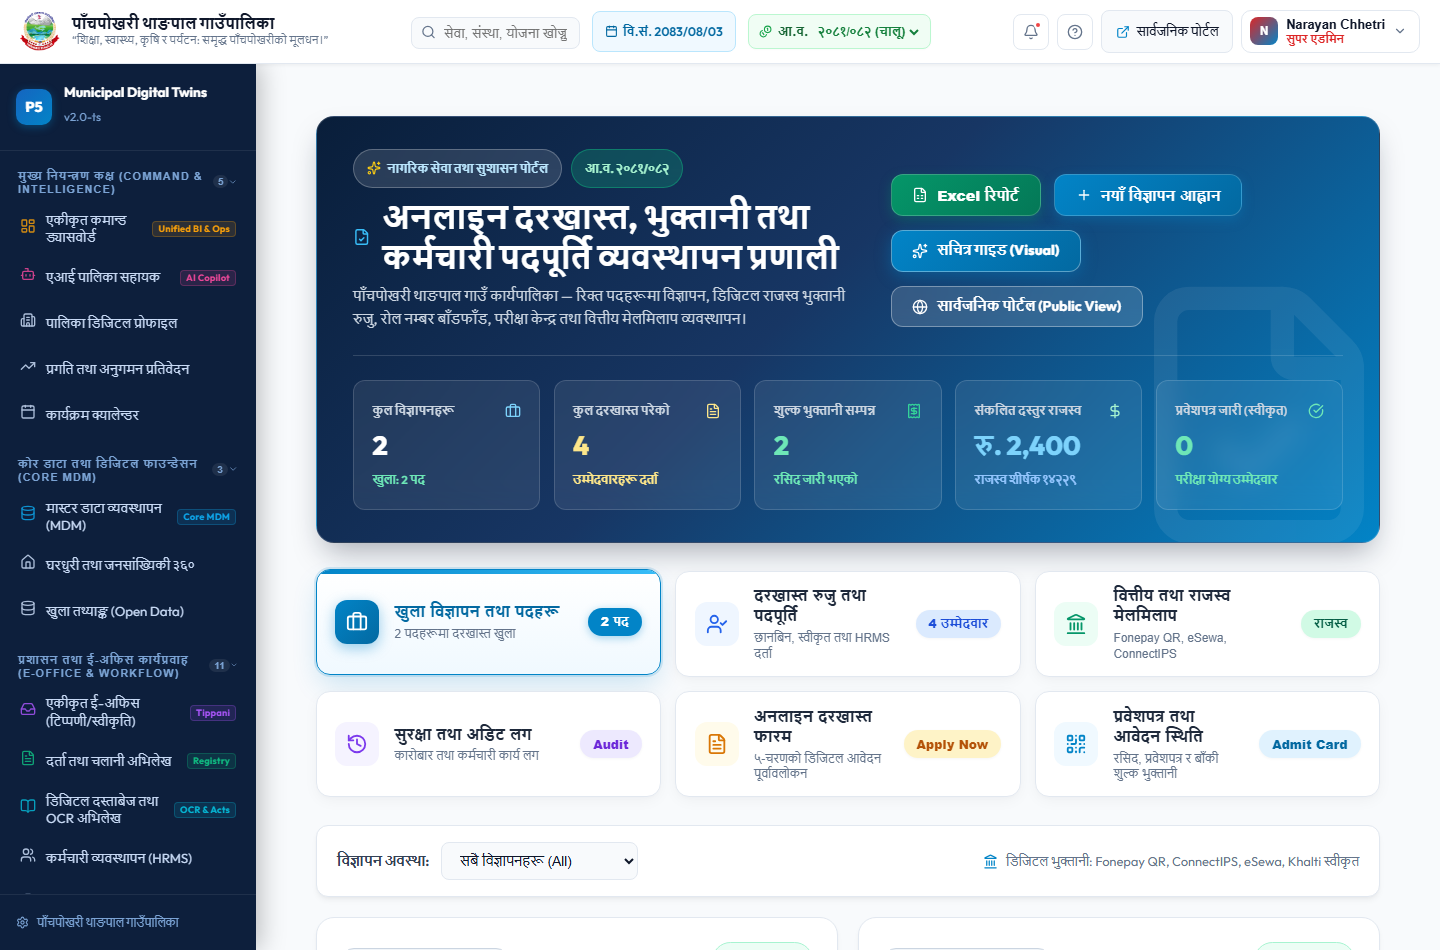 पाँचपोखरी थाङपाल गाउँपालिका
"शिक्षा, स्वास्थ्य, कृषि र पर्यटन: समृद्ध पाँचपोखरीको मूलधन।"
सेवा, संस्था, योजना खोज्नु
वि.सं. 2083/08/03
आ.व. २०८१/०८२ (चालू)
सार्वजनिक पोर्टल
N
Narayan Chhetri
सुपर एडमिन
P5
Municipal Digital Twins
v2.0-ts
मुख्य नियन्त्रण कक्ष (COMMAND &
INTELLIGENCE)
5
एकीकृत कमान्ड
ड्यासबोर्ड
Unified BI & Ops
एआई पालिका सहायक
AI Copilot
पालिका डिजिटल प्रोफाइल
प्रगति तथा अनुगमन प्रतिवेदन
कार्यक्रम क्यालेन्डर
कोर डाटा तथा डिजिटल फाउन्डेसन
(CORE MDM)
3
मास्टर डाटा व्यवस्थापन
(MDM)
Core MDM
घरधुरी तथा जनसांख्यिकी ३६०
खुला तथ्याङ्क (Open Data)
प्रशासन तथा ई-अफिस कार्यप्रवाह
(E-OFFICE & WORKFLOW)
11
एकीकृत ई-अफिस
(टिप्पणी/स्वीकृति)
Tippani
दर्ता तथा चलानी अभिलेख
Registry
डिजिटल दस्ताबेज तथा
OCR अभिलेख
OCR & Acts
कर्मचारी व्यवस्थापन (HRMS)
पाँचपोखरी थाङपाल गाउँपालिका
नागरिक सेवा तथा सुशासन पोर्टल
आ.व. २०८१/०८२
अनलाइन दरखास्त, भुक्तानी तथा
कर्मचारी पदपूर्ति व्यवस्थापन प्रणाली
पाँचपोखरी थाङपाल गाउँ कार्यपालिका — रिक्त पदहरूमा विज्ञापन, डिजिटल राजस्व भुक्तानी
रुजु, रोल नम्बर बाँडफाँड, परीक्षा केन्द्र तथा वित्तीय मेलमिलाप व्यवस्थापन।
Excel रिपोर्ट
नयाँ विज्ञापन आह्वान
सचित्र गाइड (Visual)
सार्वजनिक पोर्टल (Public View)
कुल विज्ञापनहरू
2
खुला: 2 पद
कुल दरखास्त परेको
4
उम्मेदवारहरू दर्ता
शुल्क भुक्तानी सम्पन्न
2
रसिद जारी भएको
संकलित दस्तुर राजस्व
रु. 2,400
राजस्व शीर्षक १४२२९
प्रवेशपत्र जारी (स्वीकृत)
0
परीक्षा योग्य उम्मेदवार
खुला विज्ञापन तथा पदहरू
2 पदहरूमा दरखास्त खुला
2 पद
दरखास्त रुजु तथा
पदपूर्ति
छानबिन, स्वीकृत तथा HRMS
दर्ता
4 उम्मेदवार
वित्तीय तथा राजस्व
मेलमिलाप
Fonepay QR, eSewa,
ConnectIPS
राजस्व
सुरक्षा तथा अडिट लग
कारोबार तथा कर्मचारी कार्य लग
Audit
अनलाइन दरखास्त
फारम
५-चरणको डिजिटल आवेदन
पूर्वावलोकन
Apply Now
प्रवेशपत्र तथा
आवेदन स्थिति
रसिद, प्रवेशपत्र र बाँकी
शुल्क भुक्तानी
Admit Card
विज्ञापन अवस्था:
सबै विज्ञापनहरू (All)
डिजिटल भुक्तानी: Fonepay QR, ConnectIPS, eSewa, Khalti स्वीकृत